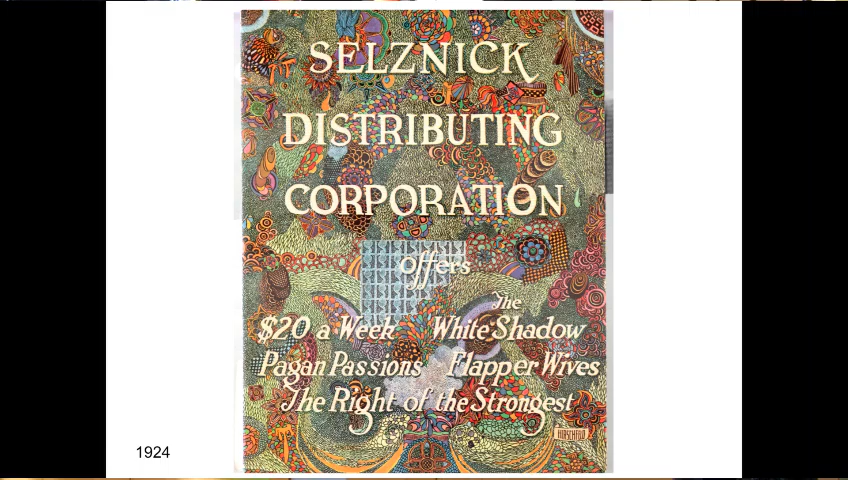 SELZNICK
DISTRIBUTING
CORPORATION
offers
$20 a Week
The White Shadow
Pagan Passions
Flapper Wives
The Right of the Strongest
HIRSCHFELD
1924